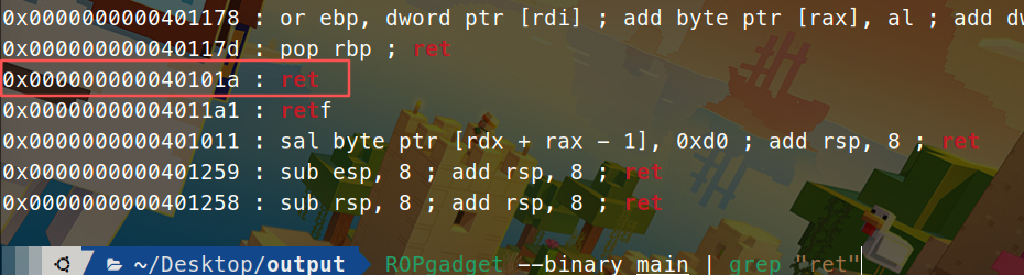 0x0000000000401178 : or ebp, dword ptr [rdi] ; add byte ptr [rax], al ; add
0x000000000040117d : pop rbp ; ret
0x000000000040101a : ret
0x00000000004011a1 : retf
0x0000000000401011 : sal byte ptr [rdx + rax - 1], 0xd0 ; add rsp, 8 ; ret
0x0000000000401259 : sub esp, 8 ; add rsp, 8 ; ret
0x0000000000401258 : sub rsp, 8 ; add rsp, 8 ; ret
~/Desktop/output ROPgadget --binary main | grep "ret"